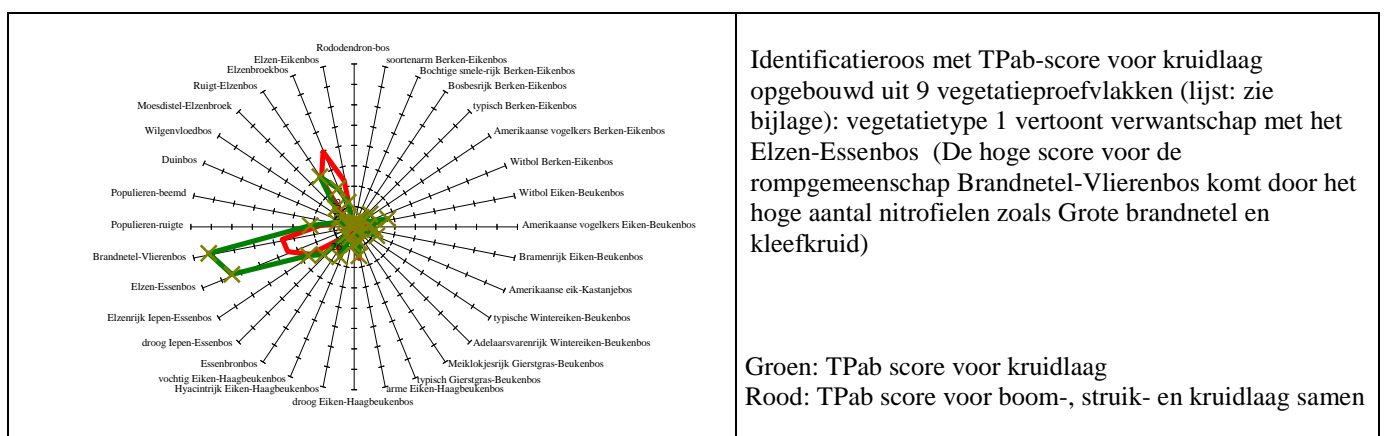 Rododendron-bos
soortenarm Berken-Eikenbos
Bochtige smele-rijk Berken-Eikenbos
Bosbesrijk Berken-Eikenbos
typisch Berken-Eikenbos
Amerikaanse vogelkers Berken-Eikenbos
Witbol Berken-Eikenbos
Witbol Eiken-Beukenbos
Amerikaanse vogelkers Eiken-Beukenbos
Bramenrijk Eiken-Beukenbos
Amerikaanse eik-Kastanjebos
typische Wintereiken-Beukenbos
Adelaarsvarenrijk Wintereiken-Beukenbos
Meiklokjesrijk Gierstgras-Beukenbos
typisch Gierstgras-Beukenbos
arme Eiken-Haagbeukenbos
droog Eiken-Haagbeukenbos
Hyacintrijk Eiken-Haagbeukenbos
vochtig Eiken-Haagbeukenbos
Essenbronbos
droog Iepen-Essenbos
Elzenrijk Iepen-Essenbos
Elzen-Essenbos
Brandnetel-Vlierenbos
Populieren-ruigte
Populieren-beemd
Duinbos
Wilgenvloedbos
Moesdistel-Elzenbroek
Ruigt-Elzenbos
Elzenbroekbos
Elzen-Eikenbos
Identificatieroos met TPab-score voor kruidlaag
opgebouwd uit 9 vegetatieproefvlakken (lijst: zie
bijlage): vegetatietype 1 vertoont verwantschap met het
Elzen-Essenbos (De hoge score voor de
rompgemeenschap Brandnetel-Vlierenbos komt door het
hoge aantal nitrofielen zoals Grote brandnetel en
kleefkruid)
Groen: TPab score voor kruidlaag
Rood: TPab score voor boom-, struik- en kruidlaag samen